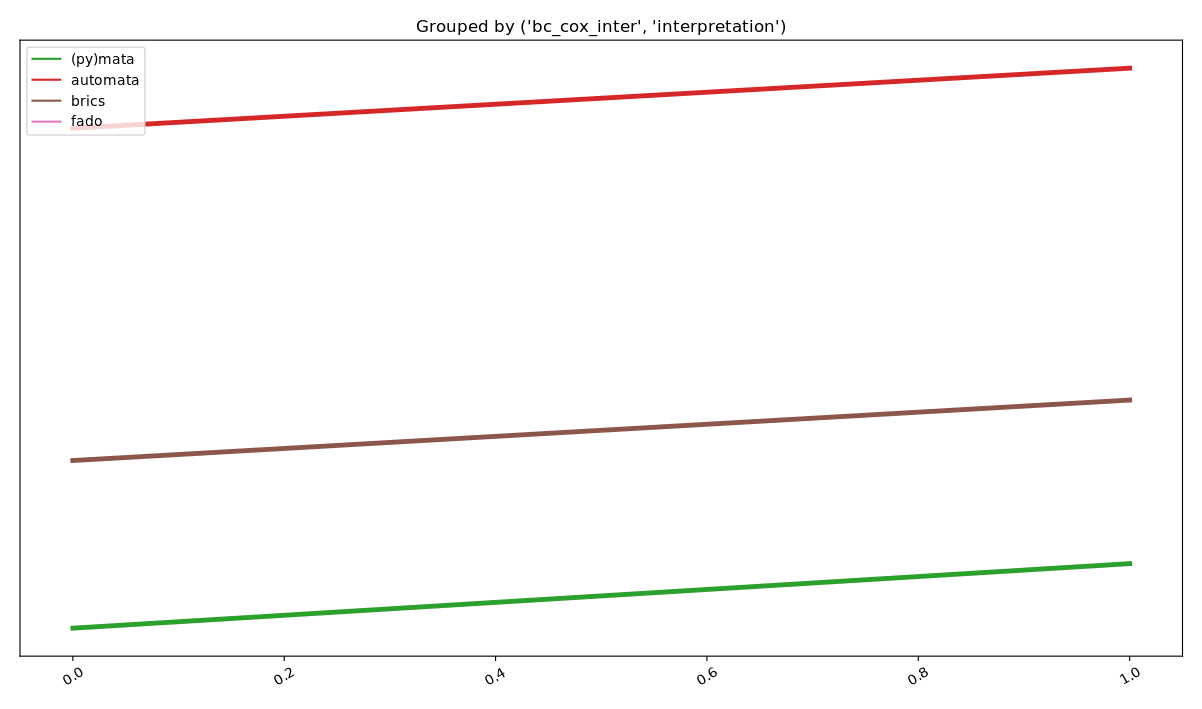 Grouped by ('bc_cox_inter', 'interpretation')
(py)mata
automata
brics
fado
0.0
0.2
0.4
0.6
0.8
1.0